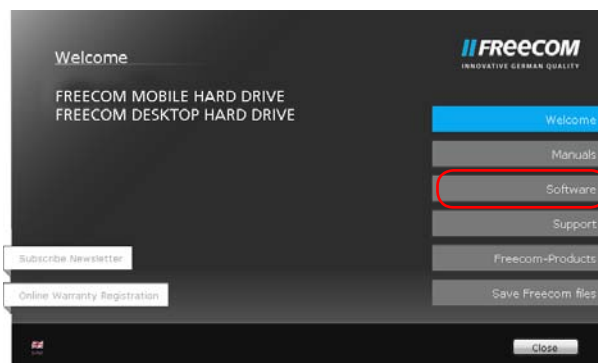 Welcome
FREECOM
INNOVATIVE GERMAN QUALITY
FREECOM MOBILE HARD DRIVE
FREECOM DESKTOP HARD DRIVE
Welcome
Manuals
Software
Support
Freecom-Products
Save Freecom files
Subscribe Newsletter
Online Warranty Registration
Close